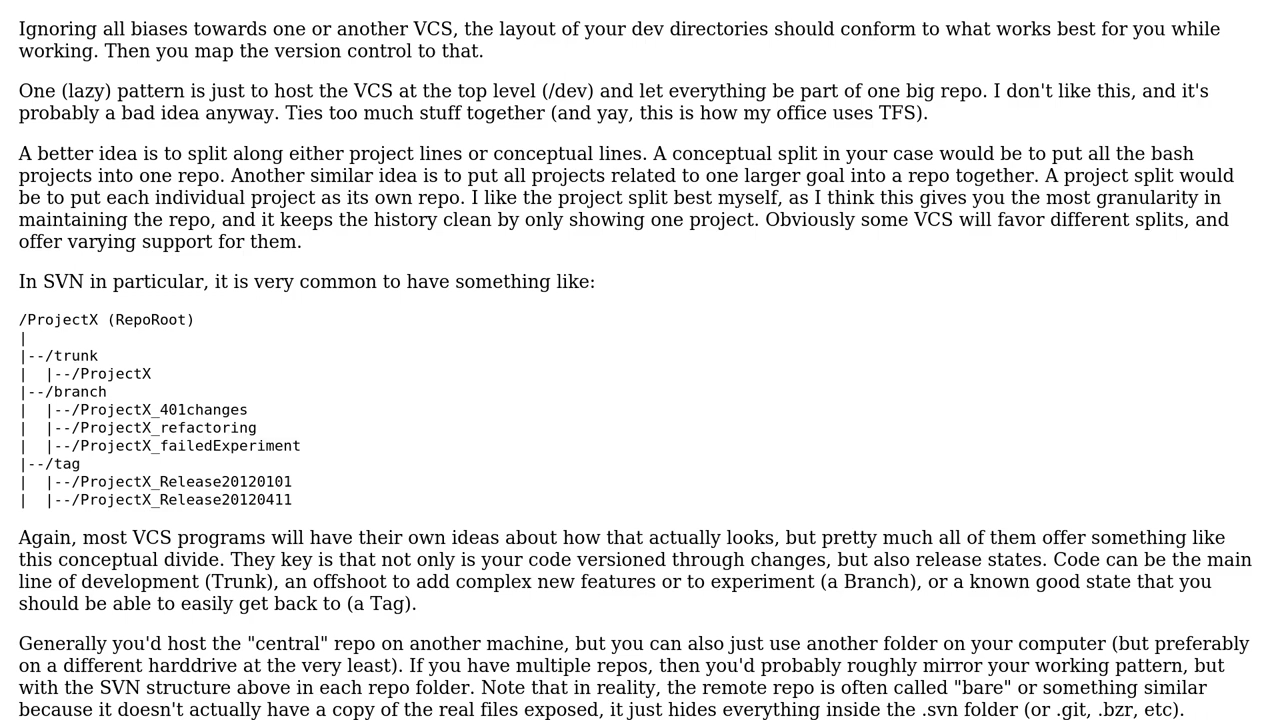 Ignoring all biases towards one or another VCS, the layout of your dev directories should conform to what works best for you while
working. Then you map the version control to that.
One (lazy) pattern is just to host the VCS at the top level (/dev) and let everything be part of one big repo. I don't like this, and it's
probably a bad idea anyway. Ties too much stuff together (and yay, this is how my office uses TFS).
A better idea is to split along either project lines or conceptual lines. A conceptual split in your case would be to put all the bash
projects into one repo. Another similar idea is to put all projects related to one larger goal into a repo together. A project split would
be to put each individual project as its own repo. I like the project split best myself, as I think this gives you the most granularity in
maintaining the repo, and it keeps the history clean by only showing one project. Obviously some VCS will favor different splits, and
offer varying support for them.
In SVN in particular, it is very common to have something like:
/ProjectX (RepoRoot)
|
|--/trunk
|  |--/ProjectX
|--/branch
|  |--/ProjectX_401changes
|  |--/ProjectX_refactoring
|  |--/ProjectX_failedExperiment
|--/tag
|  |--/ProjectX_Release20120101
|  |--/ProjectX_Release20120411
Again, most VCS programs will have their own ideas about how that actually looks, but pretty much all of them offer something like
this conceptual divide. They key is that not only is your code versioned through changes, but also release states. Code can be the main
line of development (Trunk), an offshoot to add complex new features or to experiment (a Branch), or a known good state that you
should be able to easily get back to (a Tag).
Generally you'd host the "central" repo on another machine, but you can also just use another folder on your computer (but preferably
on a different harddrive at the very least). If you have multiple repos, then you'd probably roughly mirror your working pattern, but
with the SVN structure above in each repo folder. Note that in reality, the remote repo is often called "bare" or something similar
because it doesn't actually have a copy of the real files exposed, it just hides everything inside the .svn folder (or .git, .bzr, etc).